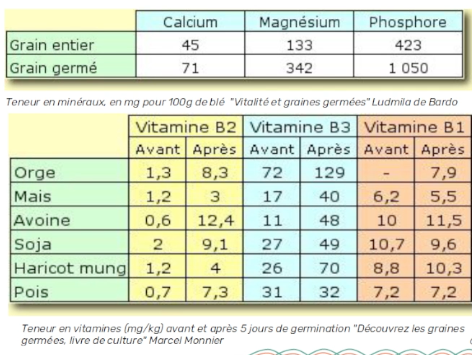 Calcium Magnésium Phosphore
Grain entier 45 133 423
Grain germé 71 342 1 050
Teneur en minéraux, en mg pour 100g de blé "Vitalité et graines germées" Ludmila de Bardo
Vitamine B2 Vitamine B3 Vitamine B1
Avant Après Avant Après Avant Après
Orge 1,3 8,3 72 129 - 7,9
Mais 1,2 3 17 40 6,2 5,5
Avoine 0,6 12,4 11 48 10 11,5
Soja 2 9,1 27 49 10,7 9,6
Haricot mung 1,2 4 26 70 8,8 10,3
Pois 0,7 7,3 31 32 7,2 7,2
Teneur en vitamines (mg/kg) avant et après 5 jours de germination "Découvrez les graines
germées, livre de culture" Marcel Monnier